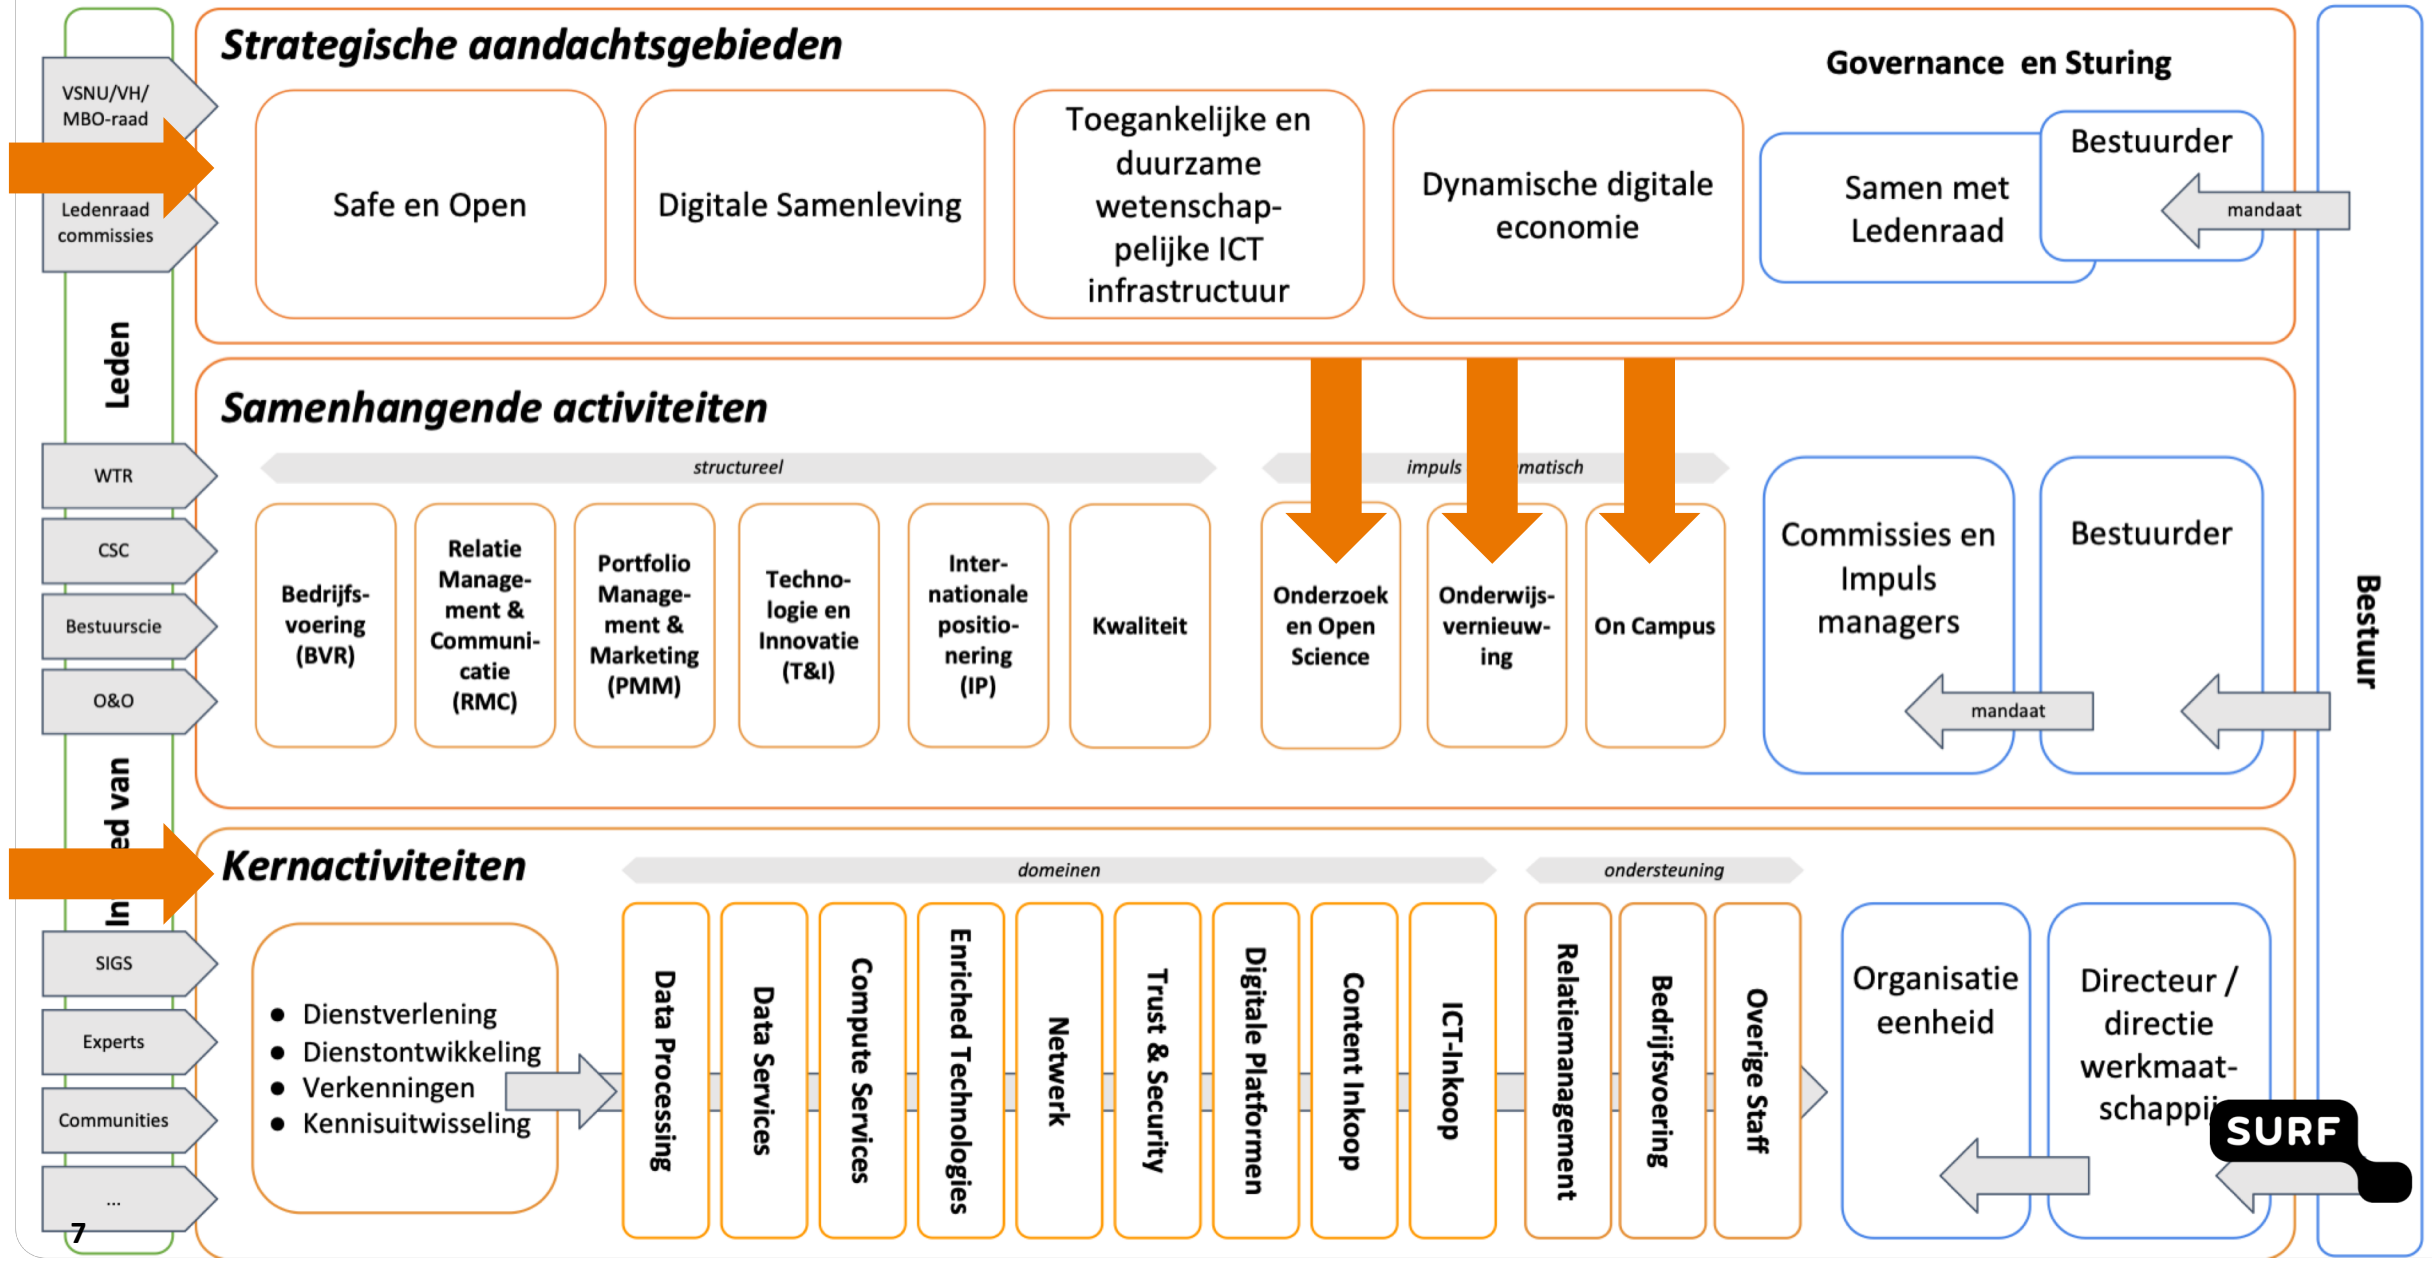 Strategische aandachtsgebieden
Governance en Sturing
VSNU/VH/
MBO-raad
Ledenraad
commissies
Safe en Open
Digitale Samenleving
Toegankelijke en
duurzame
wetenschap-
pelijke ICT
infrastructuur
Dynamische digitale
economie
Samen met
Ledenraad
Bestuurder
mandaat
Leden
Samenhangende activiteiten
structureel
impuls
matisch
WTR
CSC
Bestuurscie
O&O
Bedrijfs-
voering
(BVR)
Relatie
Manage-
ment &
Communi-
catie
(RMC)
Portfolio
Manage-
ment &
Marketing
(PMM)
Techno-
logie en
Innovatie
(T&I)
Inter-
nationale
positio-
nering
(IP)
Kwaliteit
Onderzoek
en Open
Science
Onderwijs-
vernieuw-
ing
On Campus
Commissies en
Impuls
managers
mandaat
Bestuurder
Bestuur
In
ed van
Kernactiviteiten
domeinen
ondersteuning
SIGS
Experts
Communities
...
● Dienstverlening
● Dienstontwikkeling
● Verkenningen
● Kennisuitwisseling
Data Processing
Data Services
Compute Services
Enriched Technologies
Netwerk
Trust & Security
Digitale Platformen
Content Inkoop
ICT-Inkoop
Relatiemanagement
Bedrijfsvoering
Overige Staff
Organisatie
eenheid
Directeur /
directie
werkmaat-
schappij
SURF
7